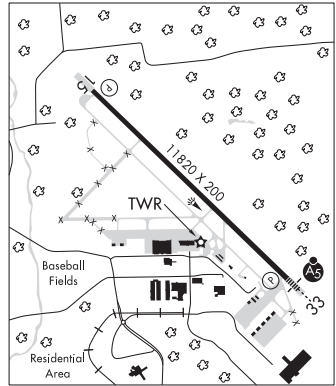 15
P
11820 X 200
TWR
A5
P
33
Baseball
Fields
Residential
Area